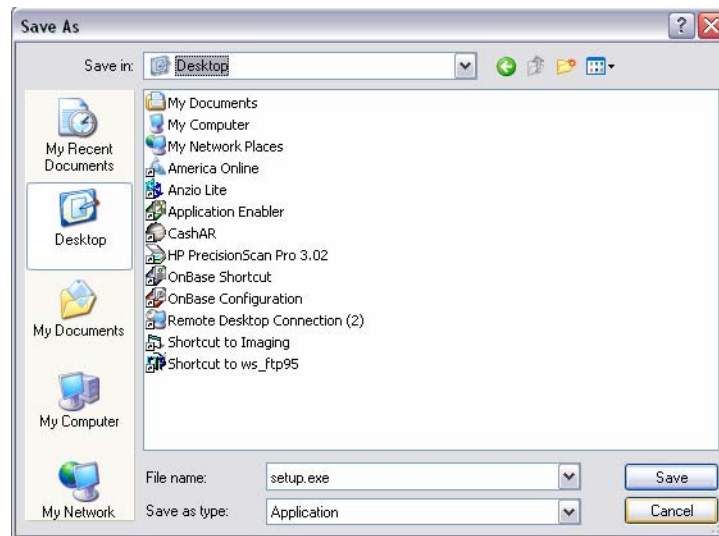 Save As
Save in:
Desktop
My Recent
Documents
Desktop
My Documents
My Computer
My Network
My Documents
My Computer
My Network Places
America Online
Anzio Lite
Application Enabler
CashAR
HP PrecisionScan Pro 3.02
OnBase Shortcut
OnBase Configuration
Remote Desktop Connection (2)
Shortcut to Imaging
Shortcut to ws_ftp95
File name:
setup.exe
Save
Save as type:
Application
Cancel